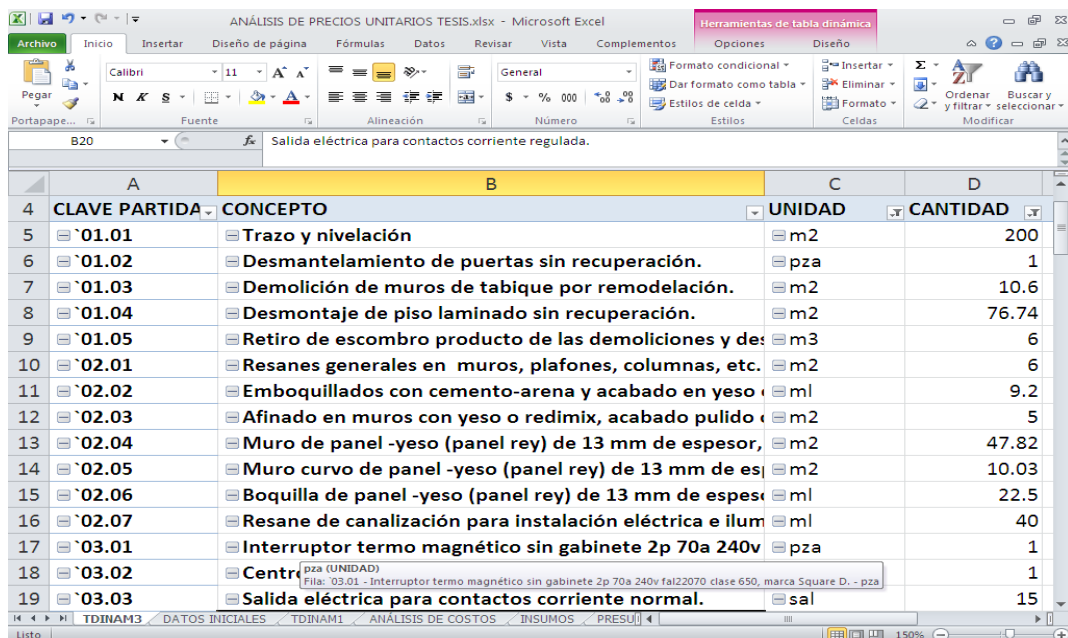 ANÁLISIS DE PRECIOS UNITARIOS TESIS.xlsx - Microsoft Excel
Herramientas de tabla dinámica
Archivo Inicio Insertar Diseño de página Fórmulas Datos Revisar Vista Complementos Opciones Diseño
Calibri 11 General Formato condicional Insertar Σ
Dar formato como tabla Eliminar
Pegar N K S $ % 000 Estilos de celda Formato Ordenar y filtrar Buscar y seleccionar
Portapape... Fuente Alineación Número Estilos Celdas Modificar
B20 fx Salida eléctrica para contactos corriente regulada.
A B C D
4 CLAVE PARTIDA CONCEPTO UNIDAD CANTIDAD
5 `01.01 Trazo y nivelación m2 200
6 `01.02 Desmantelamiento de puertas sin recuperación. pza 1
7 `01.03 Demolición de muros de tabique por remodelación. m2 10.6
8 `01.04 Desmontaje de piso laminado sin recuperación. m2 76.74
9 `01.05 Retiro de escombro producto de las demoliciones y des m3 6
10 `02.01 Resanes generales en muros, plafones, columnas, etc. m2 6
11 `02.02 Emboquillados con cemento-arena y acabado en yeso ml 9.2
12 `02.03 Afinado en muros con yeso o redimix, acabado pulido m2 5
13 `02.04 Muro de panel -yeso (panel rey) de 13 mm de espesor, m2 47.82
14 `02.05 Muro curvo de panel -yeso (panel rey) de 13 mm de esp m2 10.03
15 `02.06 Boquilla de panel -yeso (panel rey) de 13 mm de espeso ml 22.5
16 `02.07 Resane de canalización para instalación eléctrica e ilum ml 40
17 `03.01 Interruptor termo magnético sin gabinete 2p 70a 240v pza 1
18 `03.02 Centr 1
pza (UNIDAD)
Fila: `03.01 - Interruptor termo magnético sin gabinete 2p 70a 240v fal22070 clase 650, marca Square D. - pza
19 `03.03 Salida eléctrica para contactos corriente normal. sal 15
TDINAM3 DATOS INICIALES TDINAM1 ANÁLISIS DE COSTOS INSUMOS PRESU
Listo 150%